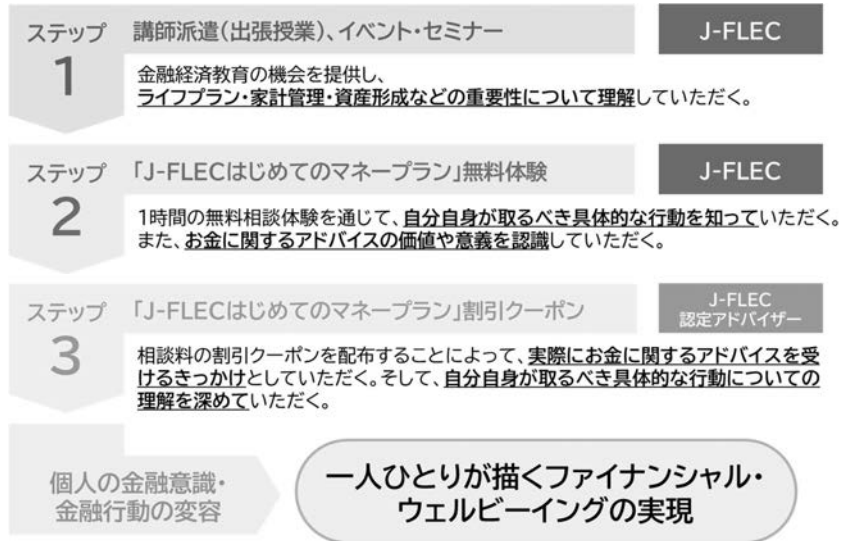 ステップ
1
講師派遣(出張授業)、イベント・セミナー
J-FLEC
金融経済教育の機会を提供し、
ライフプラン・家計管理・資産形成などの重要性について理解していただく。
ステップ
2
「J-FLECはじめてのマネープラン」無料体験
J-FLEC
1時間の無料相談体験を通じて、自分自身が取るべき具体的な行動を知っていただく。
また、お金に関するアドバイスの価値や意義を認識していただく。
ステップ
3
「J-FLECはじめてのマネープラン」割引クーポン
J-FLEC
認定アドバイザー
相談料の割引クーポンを配布することによって、実際にお金に関するアドバイスを受
けるきっかけとしていただく。そして、自分自身が取るべき具体的な行動についての
理解を深めていただく。
個人の金融意識・
金融行動の変容
一人ひとりが描くファイナンシャル・
ウェルビーイングの実現